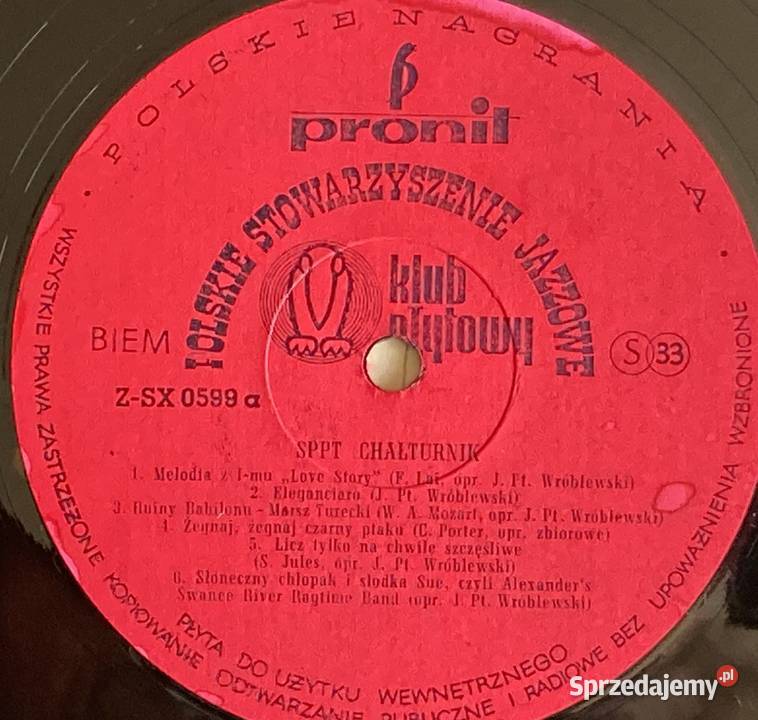 • POLSKIE NAGRANIA •
pronit
POLSKIE STOWARZYSZENIE JAZZOWE
klub
płytowy
BIEM
S 33
Z-SX 0599 a
SPPT CHAŁTURNIK
1. Melodia z f-mu „Love Story" (F. Lai, opr. J. Pt. Wróblewski)
2. Eleganciaro (J. Pt. Wróblewski)
3. Ruiny Babilonu - Marsz Turecki (W. A. Mozart, opr. J. Pt. Wróblewski)
4. Żegnaj, żegnaj czarny ptaku (C. Porter, opr. zbiorowe)
5. Licz tylko na chwile szczęśliwe
(S. Jules, opr. J. Pt. Wróblewski)
6. Słoneczny chłopak i słodka Sue, czyli Alexander's
Swance River Ragtime Band (opr. J. Pt. Wróblewski)
PŁYTA DO UŻYTKU WEWNĘTRZNEGO
WSZYSTKIE PRAWA ZASTRZEŻONE KOPIOWANIE ODTWARZANIE PUBLICZNE I RADIOWE BEZ UPOWAŻNIENIA WZBRONIONE
Sprzedajemy.pl